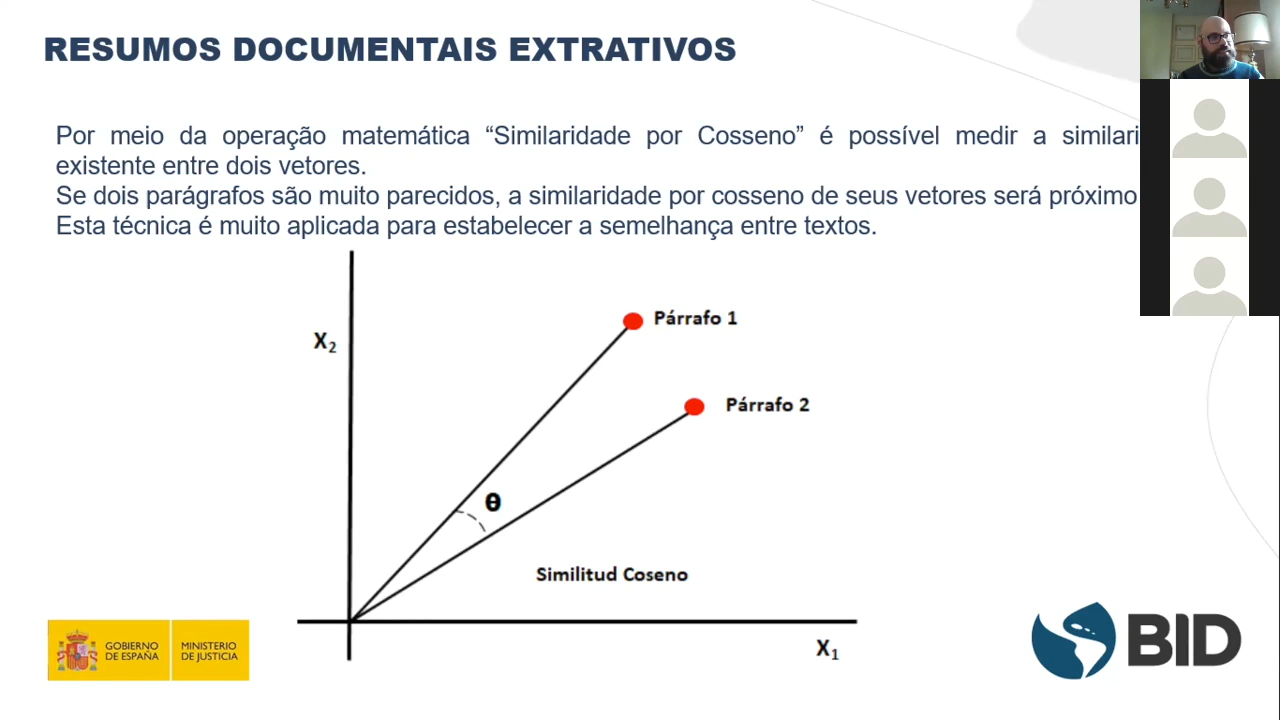 RESUMOS DOCUMENTAIS EXTRATIVOS
Por meio da operação matemática “Similaridade por Cosseno” é possível medir a similari
existente entre dois vetores.
Se dois parágrafos são muito parecidos, a similaridade por cosseno de seus vetores será próximo
Esta técnica é muito aplicada para estabelecer a semelhança entre textos.
Párrafo 1
X₂
Párrafo 2
θ
Similitud Coseno
X₁
GOBIERNO
DE ESPAÑA
MINISTERIO
DE JUSTICIA
BID